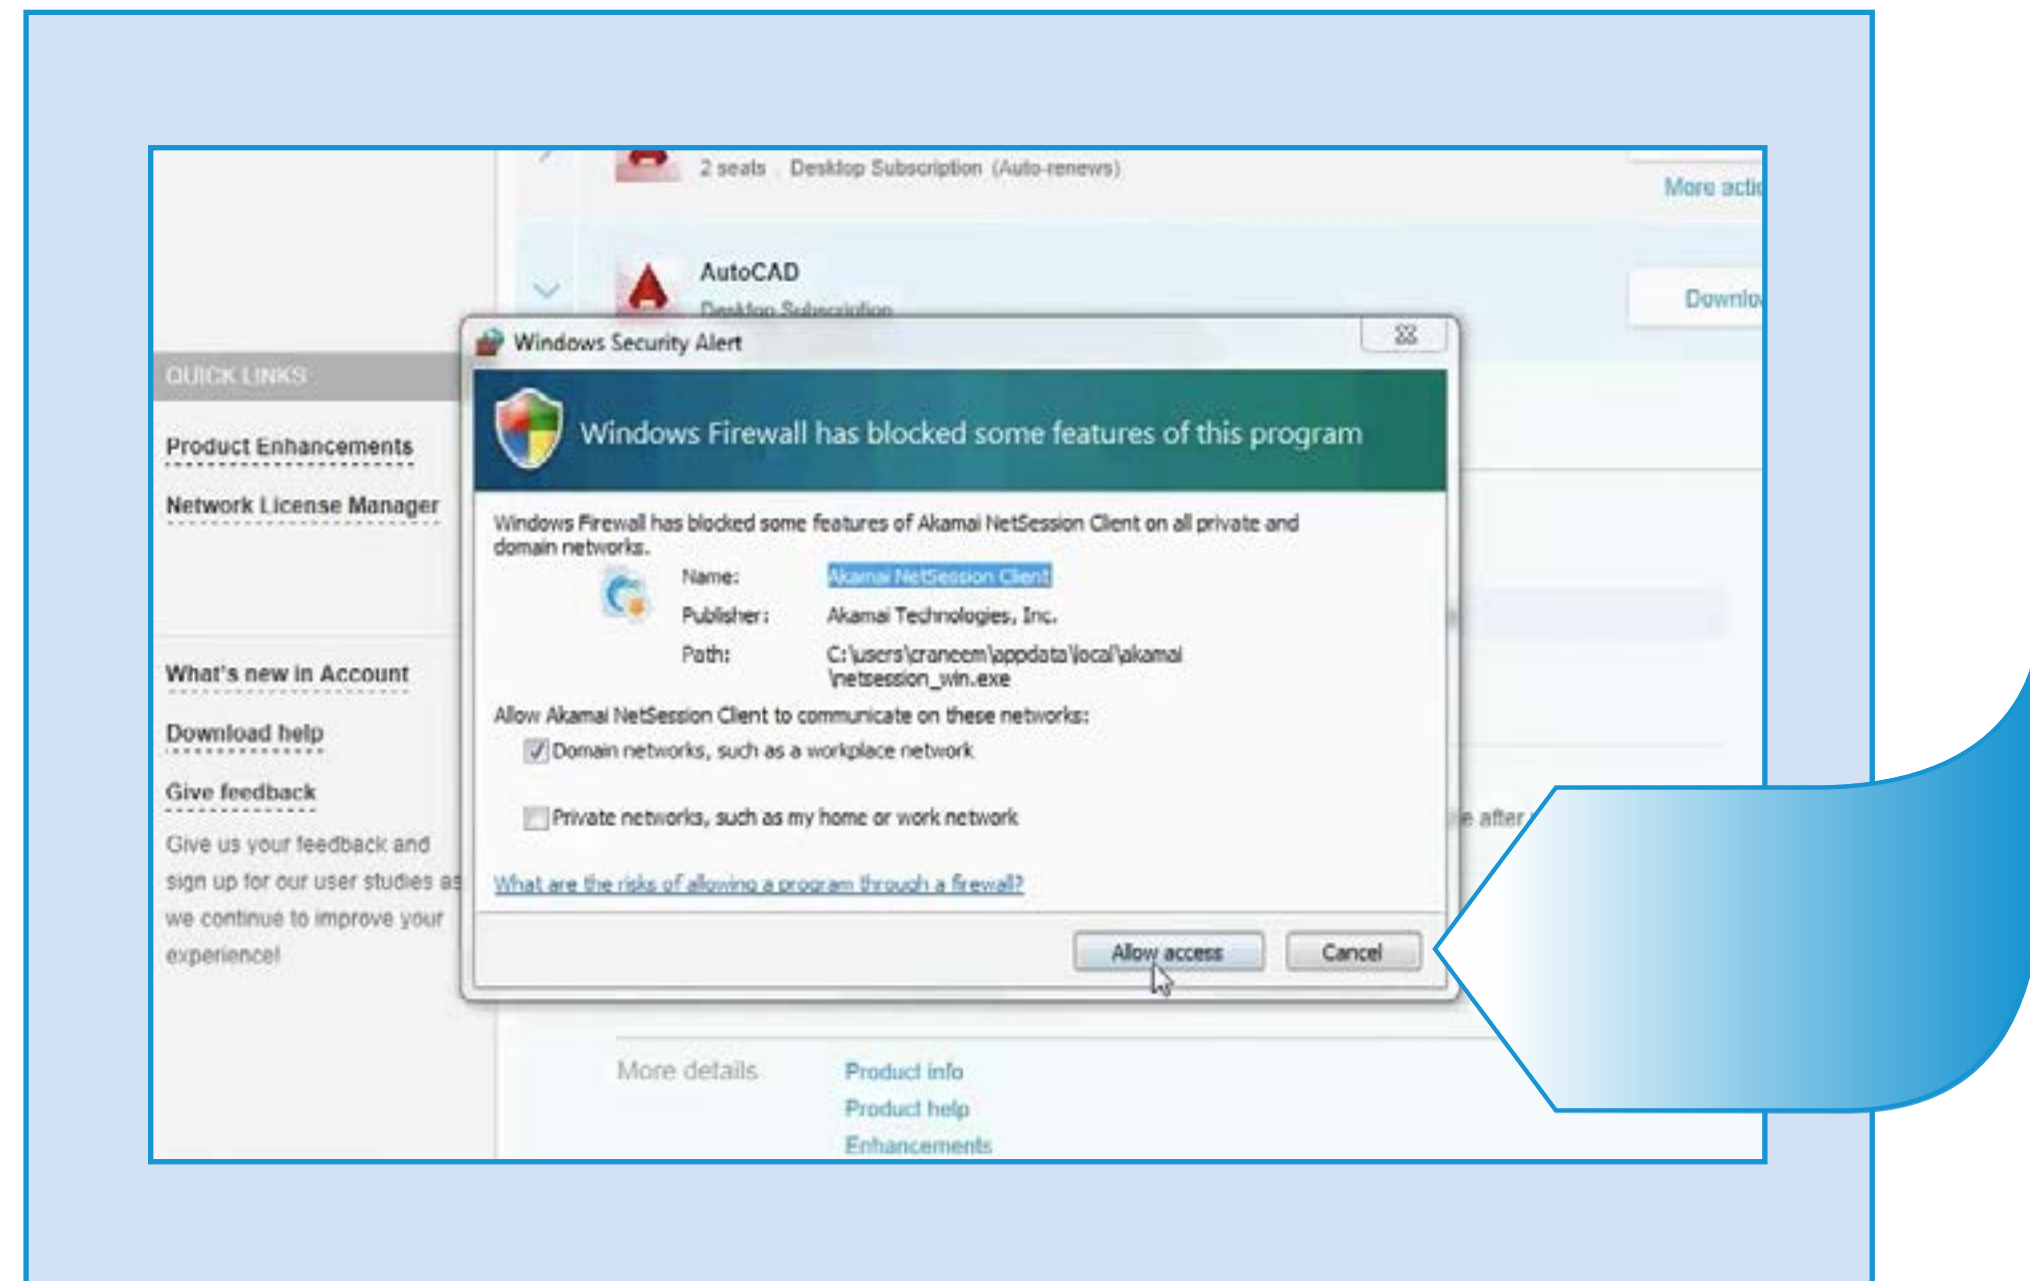 2 seats . Desktop Subscription (Auto-renews)
More actio
AutoCAD
Desktop Subscription
Downloa
Windows Security Alert
QUICK LINKS
Windows Firewall has blocked some features of this program
Product Enhancements
Network License Manager
Windows Firewall has blocked some features of Akamai NetSession Client on all private and
domain networks.
Name: Akamai NetSession Client
Publisher: Akamai Technologies, Inc.
Path: C:\users\craneem\appdata\local\akamai
\netsession_win.exe
What's new in Account
Allow Akamai NetSession Client to communicate on these networks:
Download help
Domain networks, such as a workplace network
Give feedback
Private networks, such as my home or work network
e after
Give us your feedback and
sign up for our user studies as
we continue to improve your
experience!
What are the risks of allowing a program through a firewall?
Allow access
Cancel
More details
Product info
Product help
Enhancements